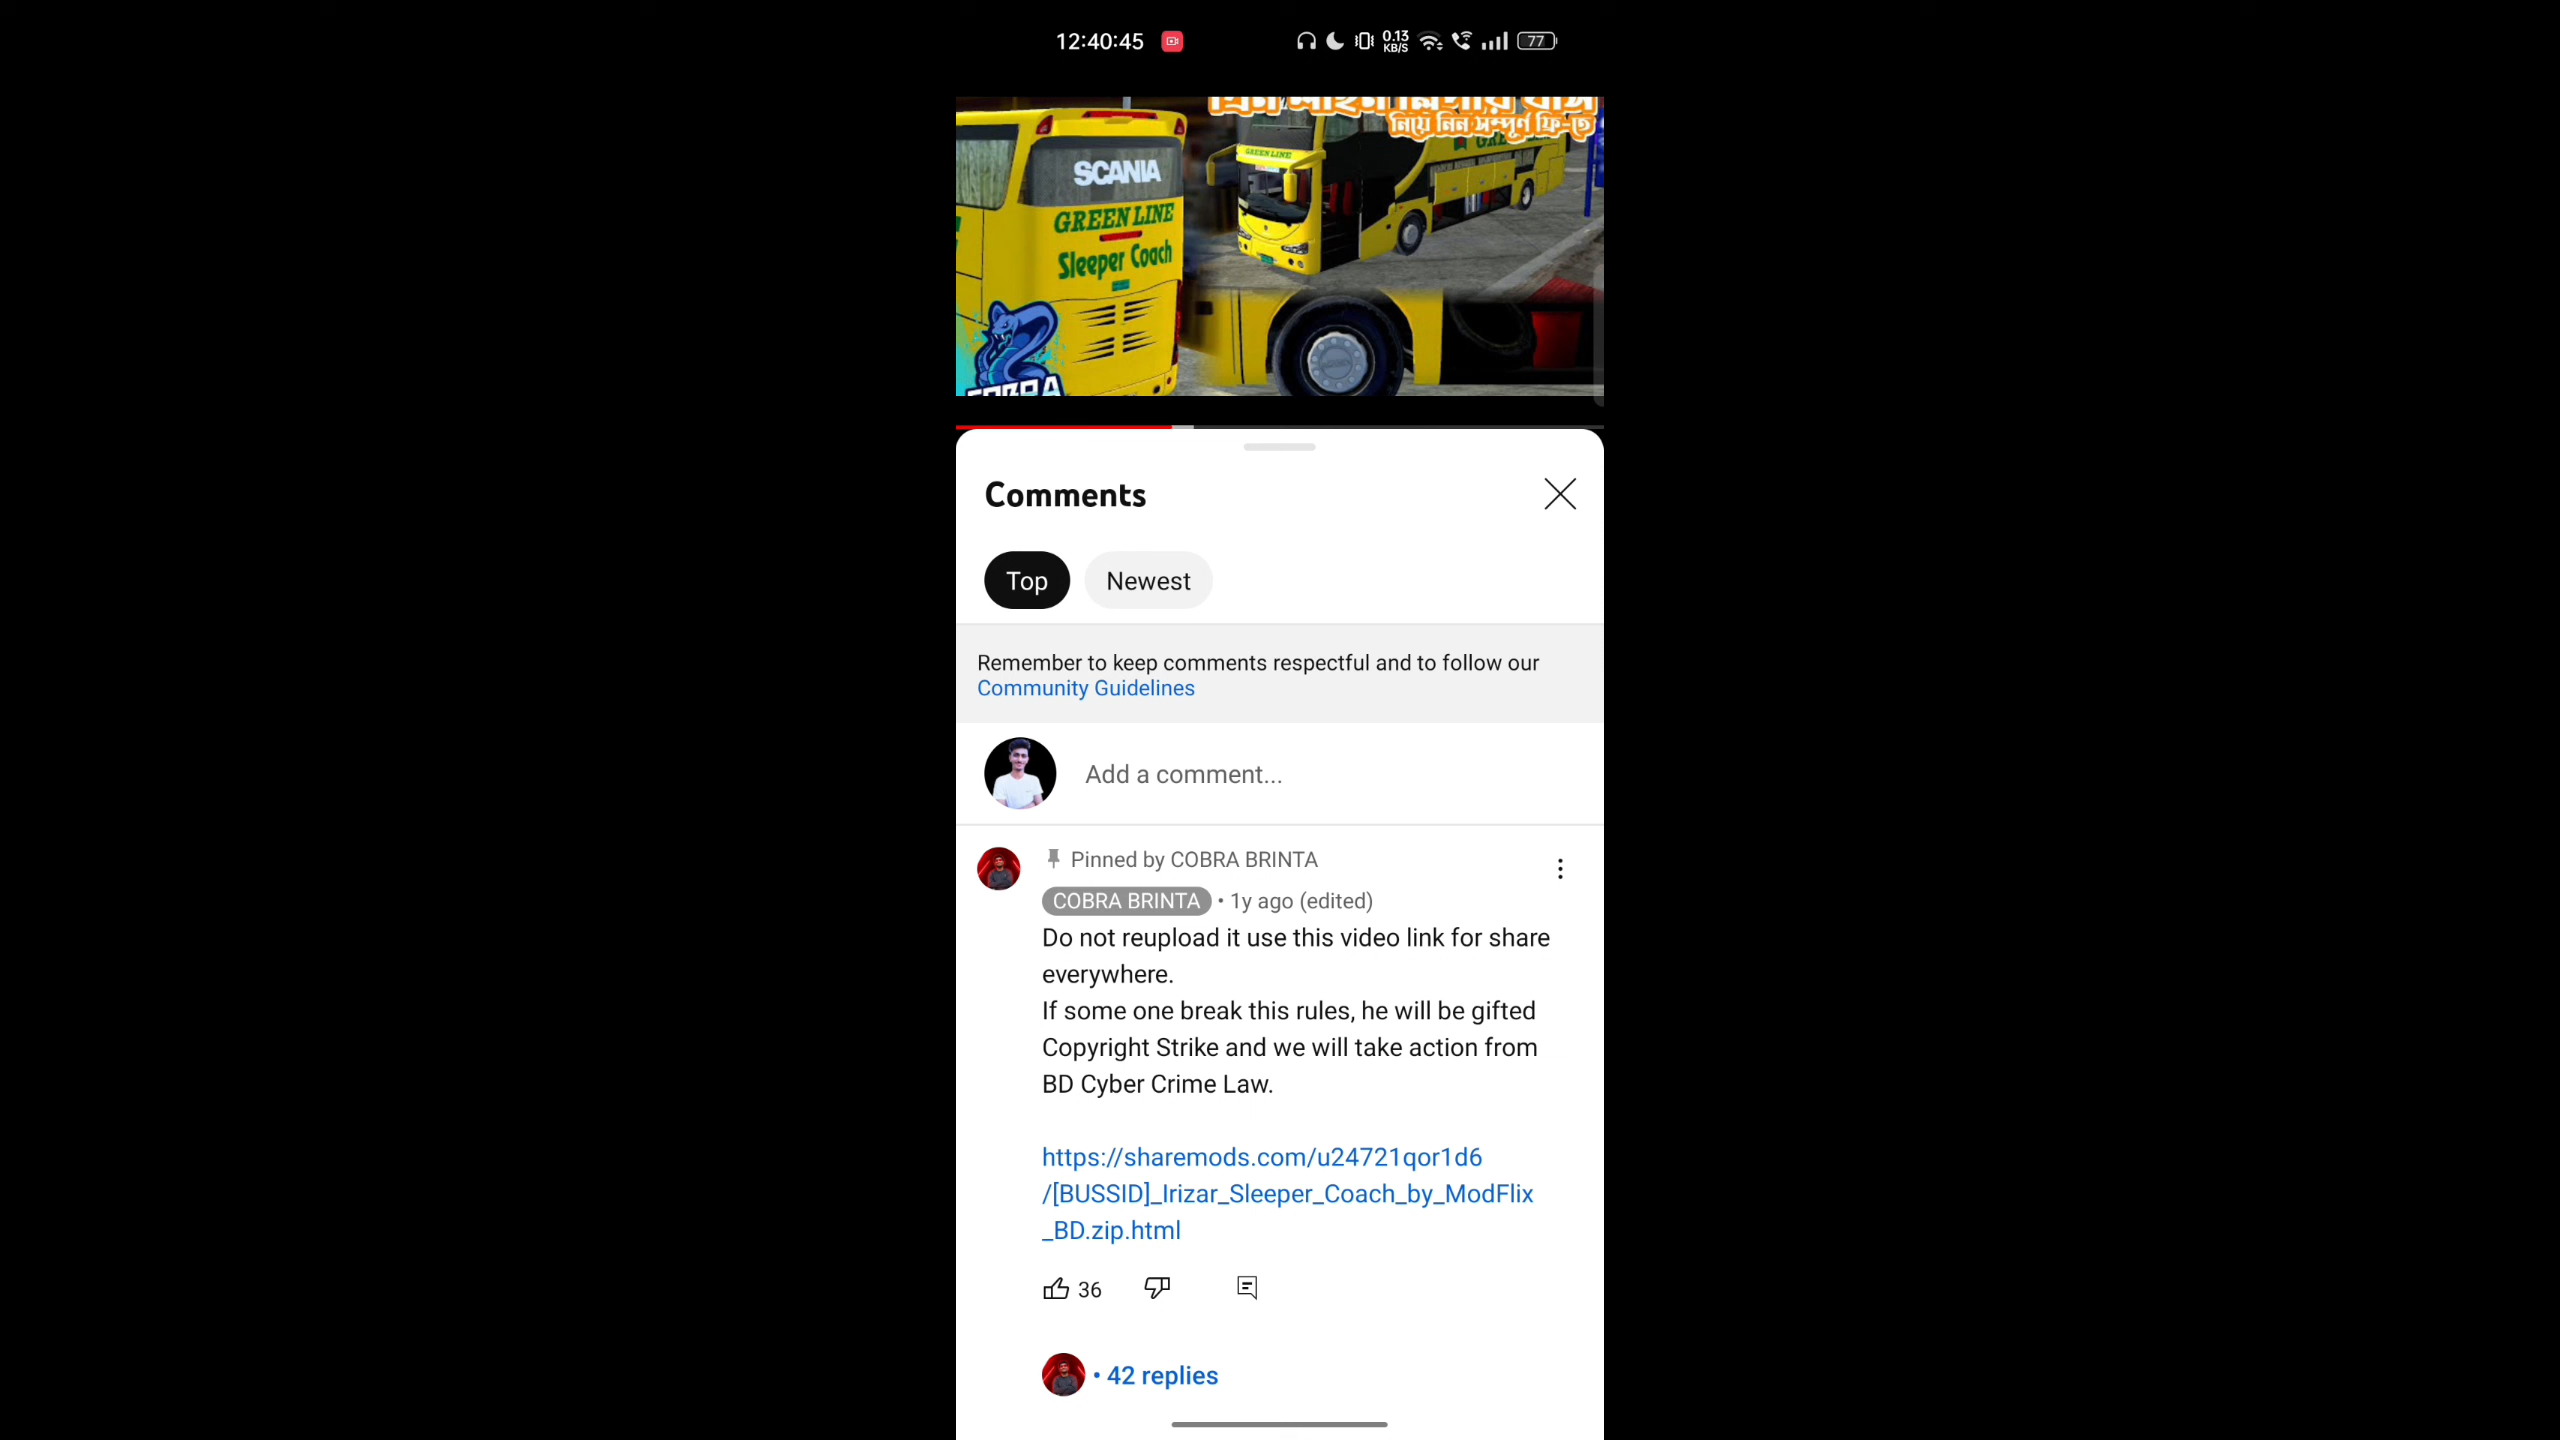 12:40:45
0.13
KB/S
77
গ্রিন লাইন স্লিপার বাস
নিয়ে নিন সম্পূর্ণ ফ্রি-তে
SCANIA
GREEN LINE
Sleeper Coach
GREEN LINE
COBRA
Comments
Top
Newest
Remember to keep comments respectful and to follow our
Community Guidelines
Add a comment...
Pinned by COBRA BRINTA
COBRA BRINTA • 1y ago (edited)
Do not reupload it use this video link for share
everywhere.
If some one break this rules, he will be gifted
Copyright Strike and we will take action from
BD Cyber Crime Law.
https://sharemods.com/u24721qor1d6
/[BUSSID]_Irizar_Sleeper_Coach_by_ModFlix
_BD.zip.html
36
• 42 replies